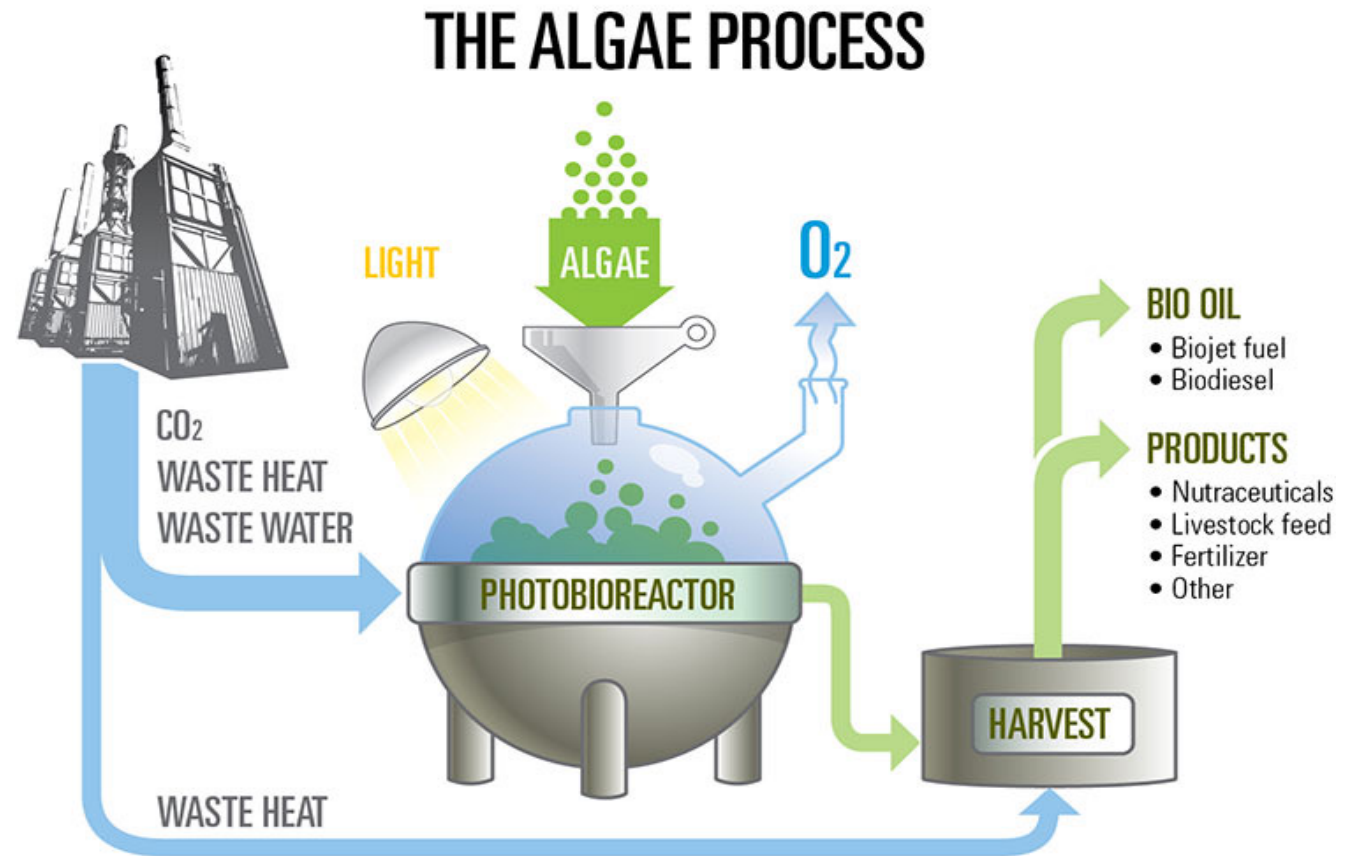 THE ALGAE PROCESS
LIGHT
ALGAE
O2
CO2
WASTE HEAT
WASTE WATER
PHOTOBIOREACTOR
BIO OIL
• Biojet fuel
• Biodiesel
PRODUCTS
• Nutraceuticals
• Livestock feed
• Fertilizer
• Other
HARVEST
WASTE HEAT